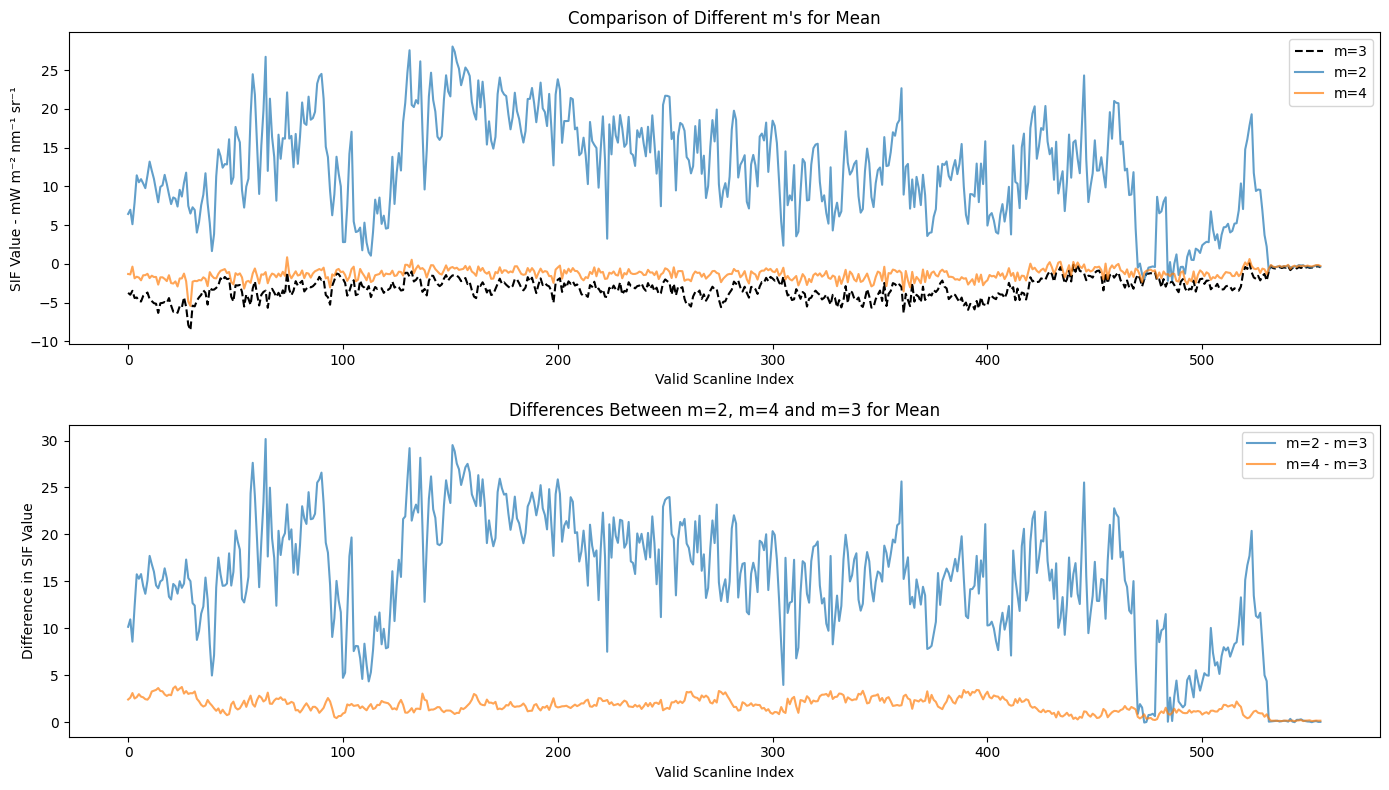 Comparison of Different m's for Mean
SIF Value - mW m⁻² nm⁻¹ sr⁻¹
25
20
15
10
5
0
−5
−10
m=3
m=2
m=4
0
100
200
300
400
500
Valid Scanline Index
Differences Between m=2, m=4 and m=3 for Mean
Difference in SIF Value
30
25
20
15
10
5
0
m=2 - m=3
m=4 - m=3
0
100
200
300
400
500
Valid Scanline Index